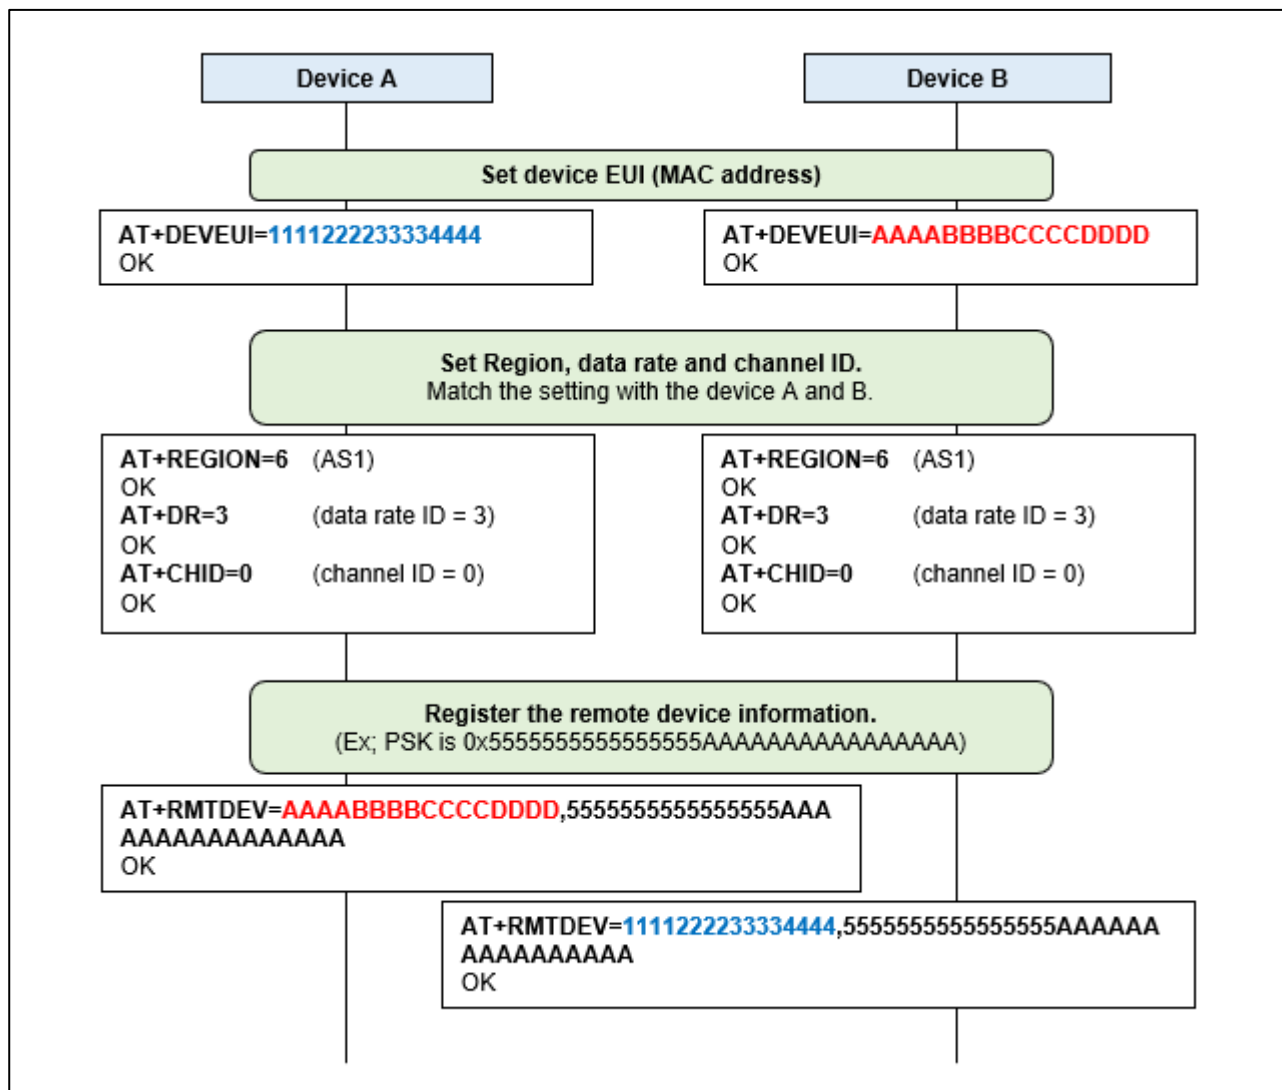 Device A
Device B
Set device EUI (MAC address)
AT+DEVEUI=1111222233334444
OK
AT+DEVEUI=AAAABBBBCCCCDDDD
OK
Set Region, data rate and channel ID.
Match the setting with the device A and B.
AT+REGION=6 (AS1)
OK
AT+DR=3 (data rate ID = 3)
OK
AT+CHID=0 (channel ID = 0)
OK
AT+REGION=6 (AS1)
OK
AT+DR=3 (data rate ID = 3)
OK
AT+CHID=0 (channel ID = 0)
OK
Register the remote device information.
(Ex; PSK is 0x5555555555555555AAAAAAAAAAAAAAAA)
AT+RMTDEV=AAAABBBBCCCCDDDD,5555555555555555AAA
AAAAAAAAAAAAA
OK
AT+RMTDEV=1111222233334444,5555555555555555AAAAAA
AAAAAAAAAA
OK